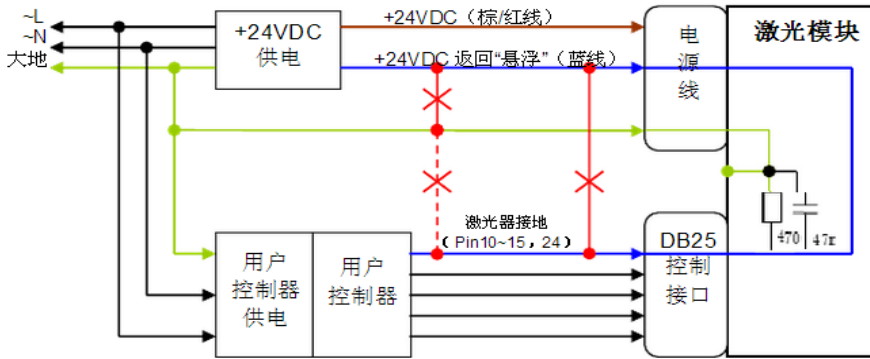 ~L
~N
大地
+24VDC
供电
+24VDC（棕/红线）
+24VDC 返回“悬浮”（蓝线）
电
源
线
激光模块
470
47n
激光器接地
（Pin10~15，24）
用户
控制器
供电
用户
控制器
DB25
控制
接口